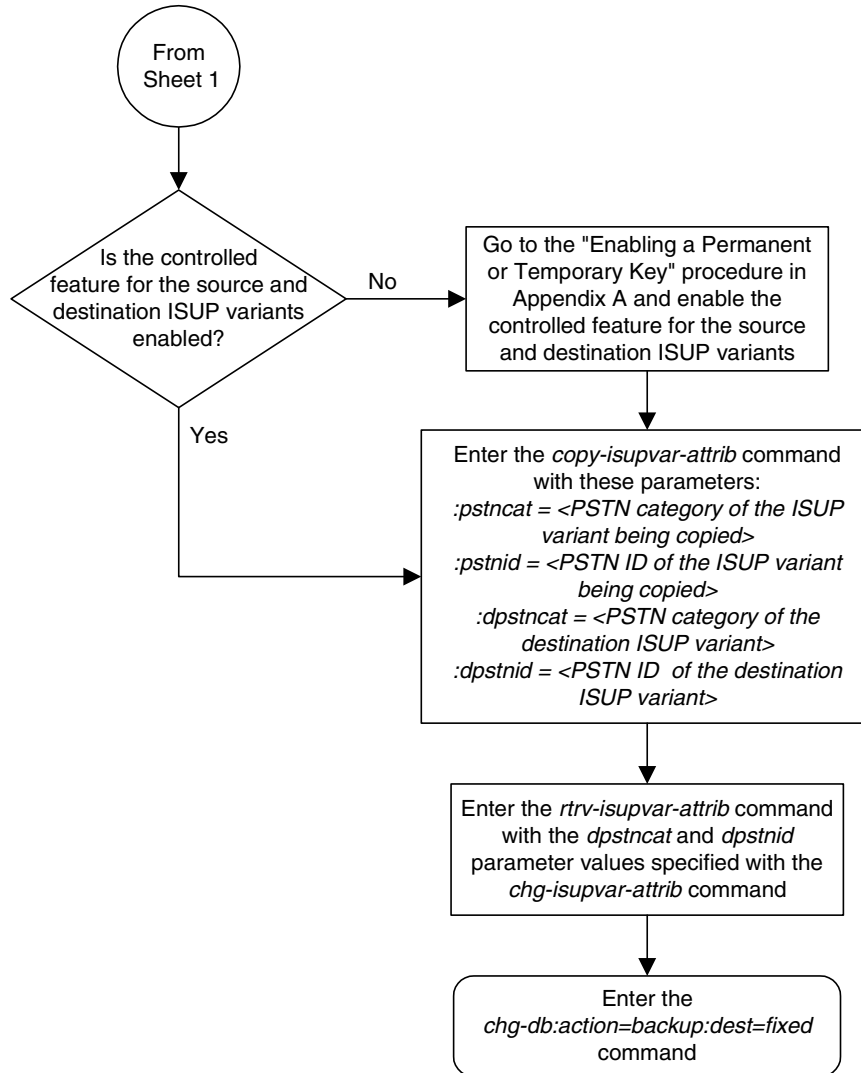 From
Sheet 1
Is the controlled
feature for the source and
destination ISUP variants
enabled?
No
Go to the "Enabling a Permanent
or Temporary Key" procedure in
Appendix A and enable the
controlled feature for the source
and destination ISUP variants
Yes
Enter the copy-isupvar-attrib command
with these parameters:
:pstncat = <PSTN category of the ISUP
variant being copied>
:pstnid = <PSTN ID of the ISUP variant
being copied>
:dpstncat = <PSTN category of the
destination ISUP variant>
:dpstnid = <PSTN ID of the destination
ISUP variant>
Enter the rtrv-isupvar-attrib command
with the dpstncat and dpstnid
parameter values specified with the
chg-isupvar-attrib command
Enter the
chg-db:action=backup:dest=fixed
command